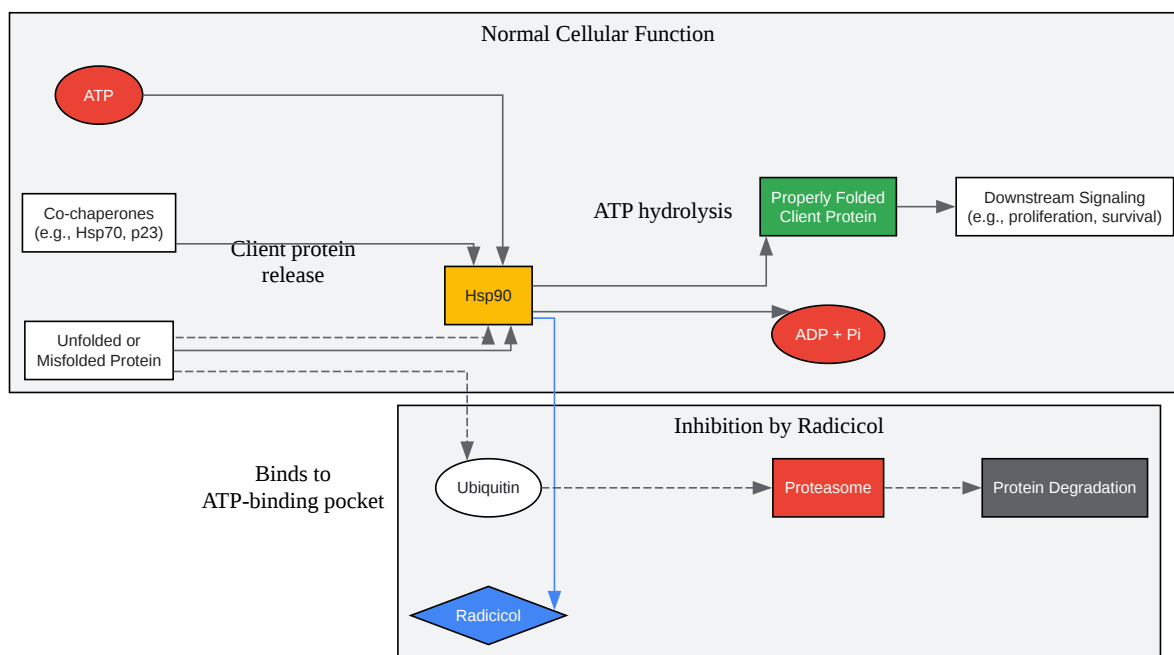 Normal Cellular Function
ATP
Co-chaperones
(e.g., Hsp70, p23)
Client protein
release
Unfolded or
Misfolded Protein
Hsp90
ATP hydrolysis
Properly Folded
Client Protein
Downstream Signaling
(e.g., proliferation, survival)
ADP + Pi
Inhibition by Radicicol
Binds to
ATP-binding pocket
Ubiquitin
Proteasome
Protein Degradation
Radicicol